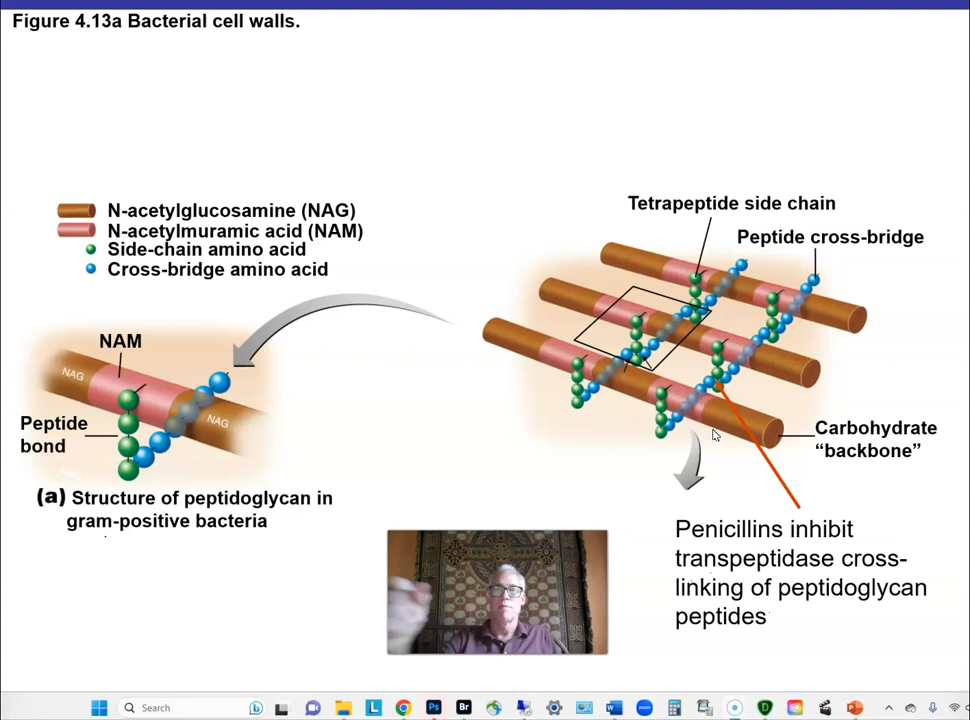 Figure 4.13a Bacterial cell walls.
N-acetylglucosamine (NAG)
N-acetylmuramic acid (NAM)
Side-chain amino acid
Cross-bridge amino acid
Tetrapeptide side chain
Peptide cross-bridge
NAM
NAG
NAG
Peptide
bond
NAG
(a) Structure of peptidoglycan in
gram-positive bacteria
Carbohydrate
“backbone”
Penicillins inhibit
transpeptidase cross-
linking of peptidoglycan
peptides
Search